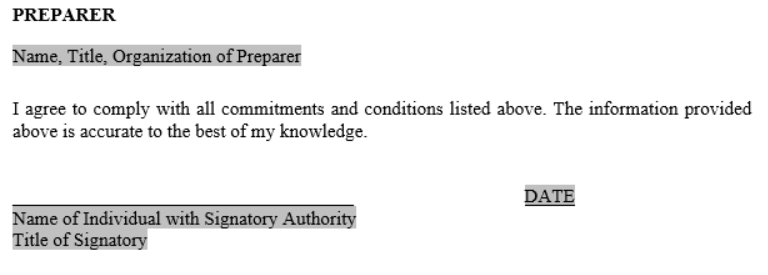 PREPARER
Name, Title, Organization of Preparer
I agree to comply with all commitments and conditions listed above. The information provided
above is accurate to the best of my knowledge.
DATE
Name of Individual with Signatory Authority
Title of Signatory